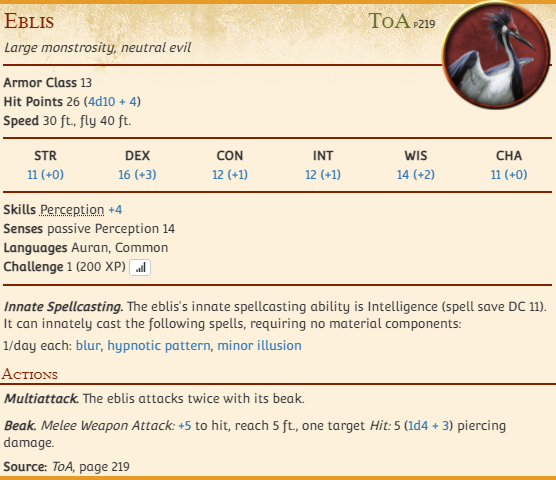 Eblis ToA p219
Large monstrosity, neutral evil
Armor Class 13
Hit Points 26 (4d10 + 4)
Speed 30 ft., fly 40 ft.
STR DEX CON INT WIS CHA
11 (+0) 16 (+3) 12 (+1) 12 (+1) 14 (+2) 11 (+0)
Skills Perception +4
Senses passive Perception 14
Languages Auran, Common
Challenge 1 (200 XP)
Innate Spellcasting. The eblis's innate spellcasting ability is Intelligence (spell save DC 11).
It can innately cast the following spells, requiring no material components:
1/day each: blur, hypnotic pattern, minor illusion
Actions
Multiattack. The eblis attacks twice with its beak.
Beak. Melee Weapon Attack: +5 to hit, reach 5 ft., one target Hit: 5 (1d4 + 3) piercing
damage.
Source: ToA, page 219